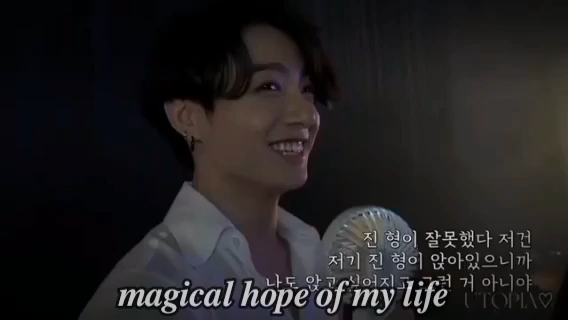 진 형이 잘못했다 저건
저기 진 형이 앉아있으니까
나도 앉고 싶어지고 그런 거 아니야
magical hope of my life
UTOPIA♡